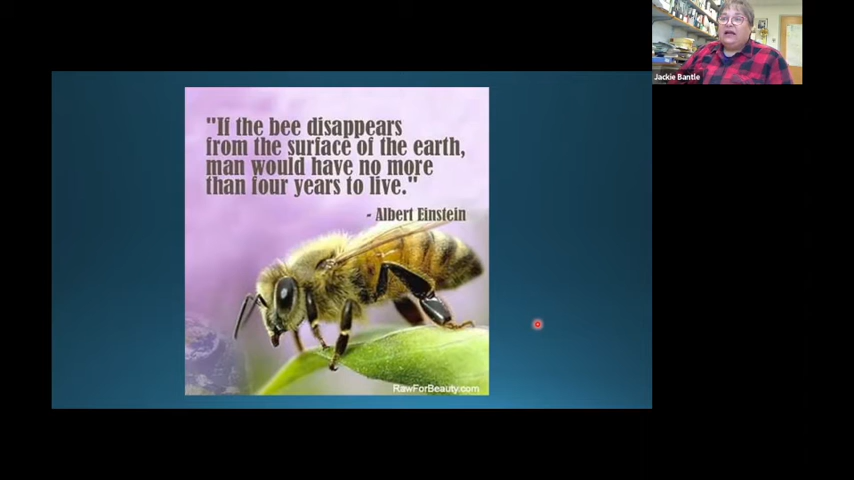 "If the bee disappears
from the surface of the earth,
man would have no more
than four years to live."
- Albert Einstein
RawForBeauty.com
Jackie Bantle